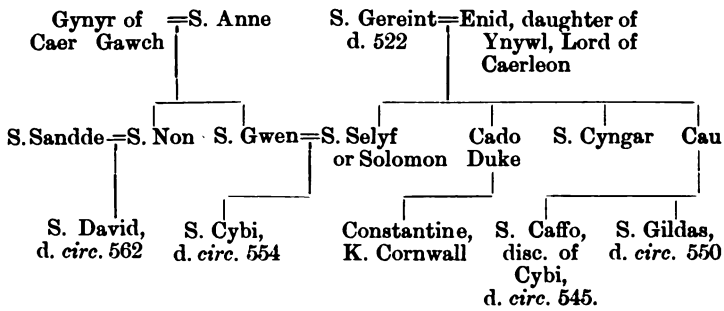 Gynyr of =S. Anne S. Gereint=Enid, daughter of
Caer Gawch d. 522 Ynywl, Lord of
Caerleon
S. Sandde=S. Non S. Gwen=S. Selyf Cado S. Cyngar Cau
or Solomon Duke
S. David, S. Cybi, Constantine, S. Caffo, S. Gildas,
d. circ. 562 d. circ. 554 K. Cornwall disc. of d. circ. 550
Cybi,
d. circ. 545.